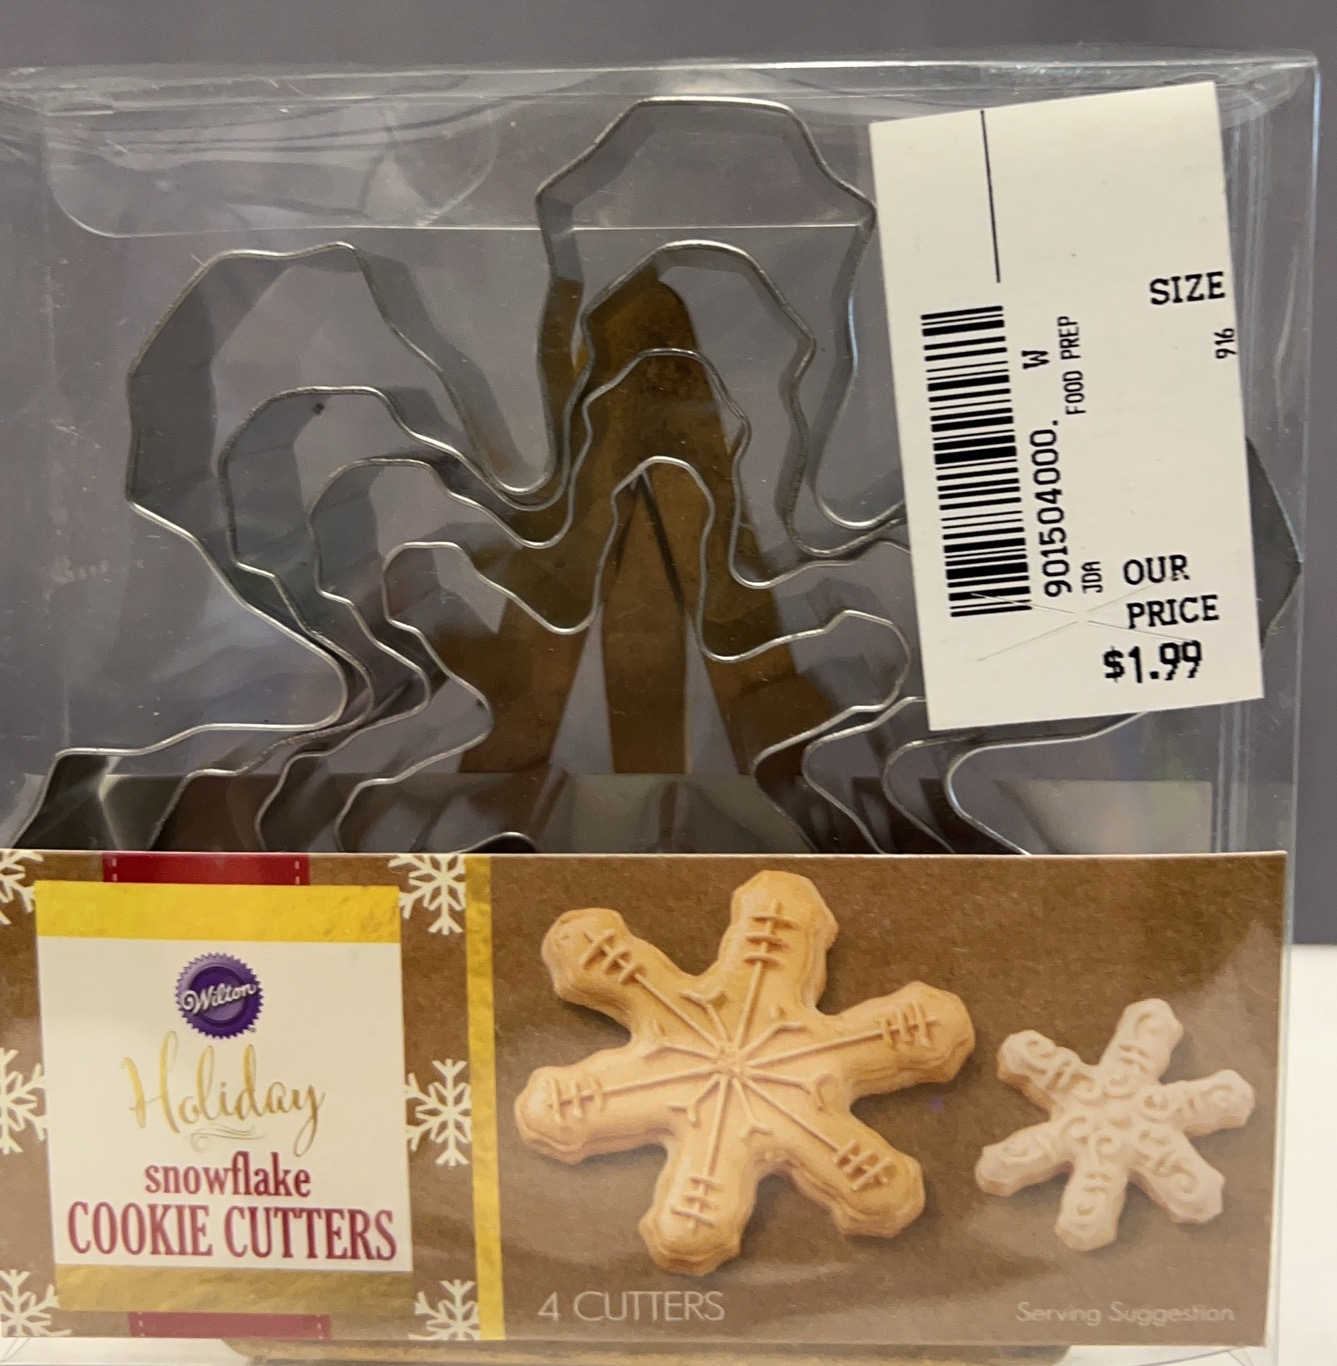 SIZE
916
W
FOOD PREP
901504000.
JDA
OUR
PRICE
$1.99
Wilton
Holiday
snowflake
COOKIE CUTTERS
4 CUTTERS
Serving Suggestion